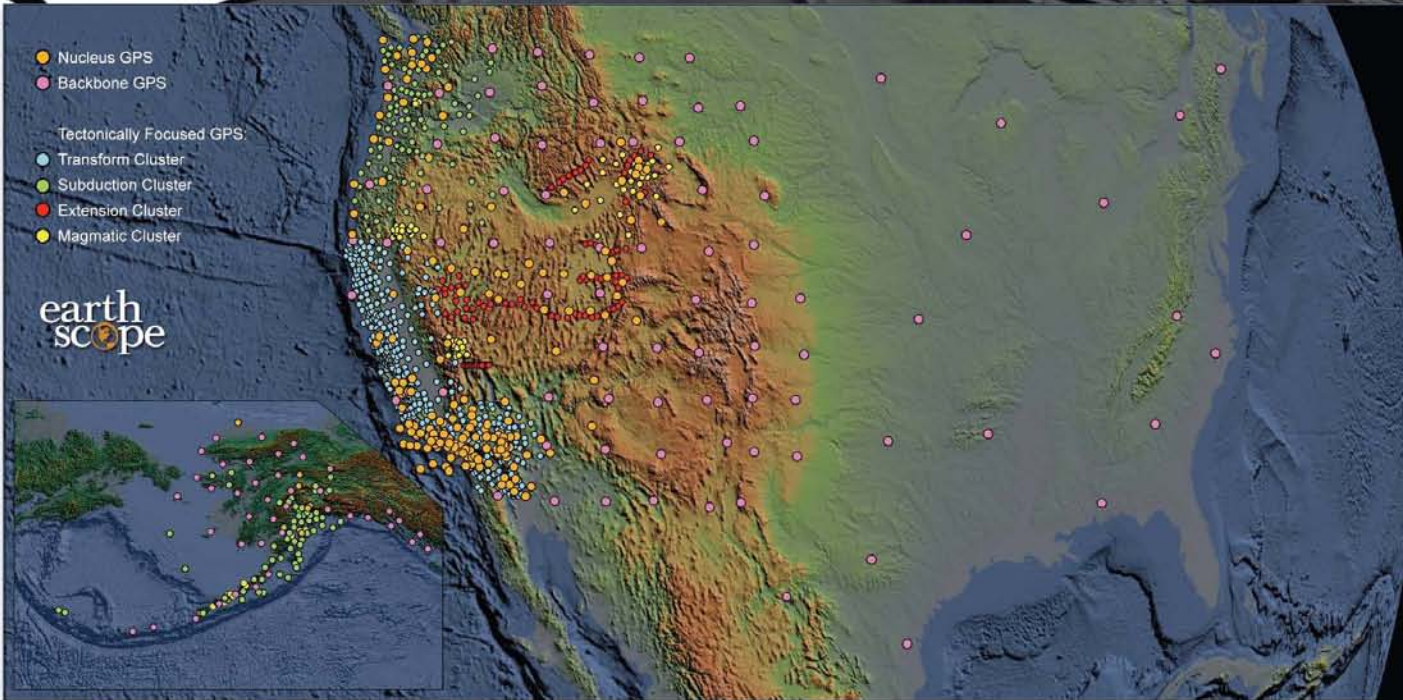 Nucleus GPS
Backbone GPS
Tectonically Focused GPS:
Transform Cluster
Subduction Cluster
Extension Cluster
Magmatic Cluster
earth
scope